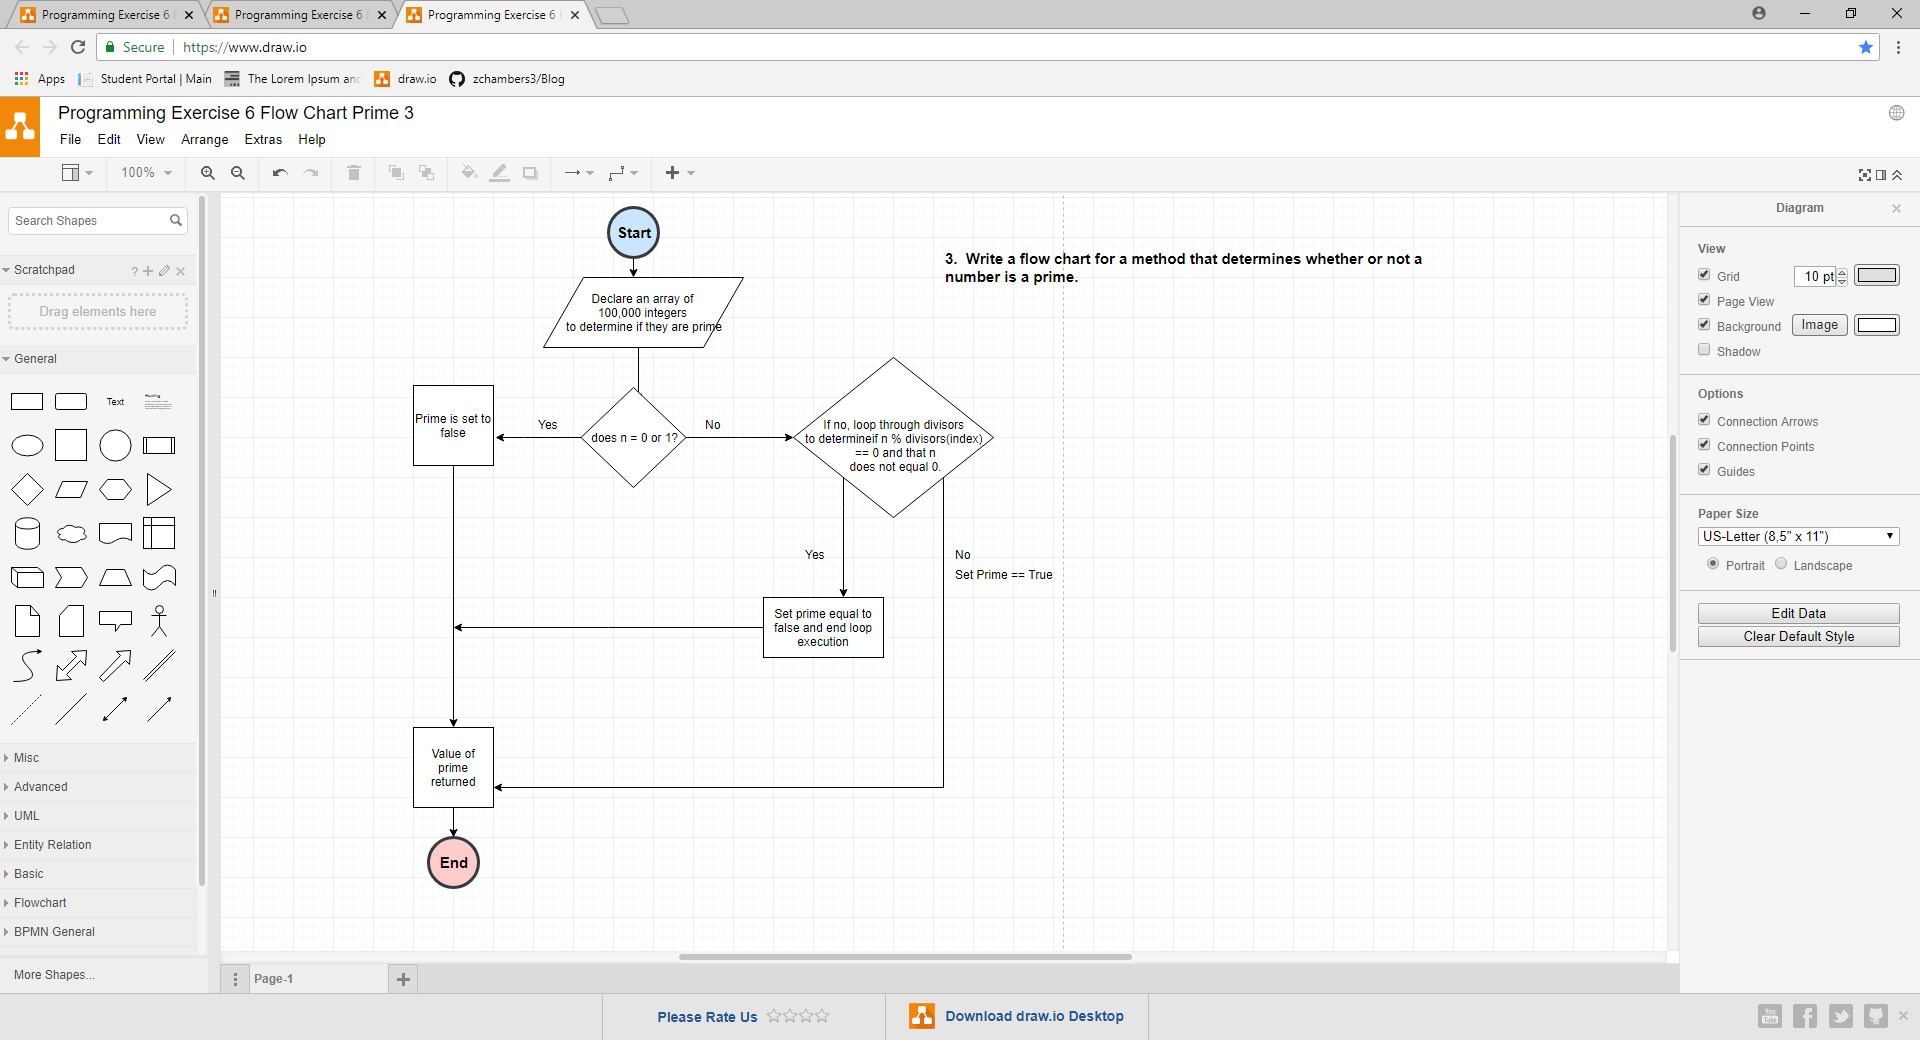 Programming Exercise 6
Programming Exercise 6
Programming Exercise 6
Secure
https://www.draw.io
Apps
Student Portal | Main
The Lorem Ipsum an
draw.io
zchambers3/Blog
Programming Exercise 6 Flow Chart Prime 3
File
Edit
View
Arrange
Extras
Help
100%
Search Shapes
Scratchpad
?
Drag elements here
General
Text
Heading
Misc
Advanced
UML
Entity Relation
Basic
Flowchart
BPMN General
More Shapes...
Start
Declare an array of
100,000 integers
to determine if they are prime
3. Write a flow chart for a method that determines whether or not a
number is a prime.
Prime is set to
false
Yes
does n = 0 or 1?
No
If no, loop through divisors
to determineif n % divisors(index)
== 0 and that n
does not equal 0.
Yes
No
Set Prime == True
Set prime equal to
false and end loop
execution
Value of
prime
returned
End
Page-1
Diagram
View
Grid
10 pt
Page View
Background
Image
Shadow
Options
Connection Arrows
Connection Points
Guides
Paper Size
US-Letter (8,5" x 11")
Portrait
Landscape
Edit Data
Clear Default Style
Please Rate Us
Download draw.io Desktop
You
Tube